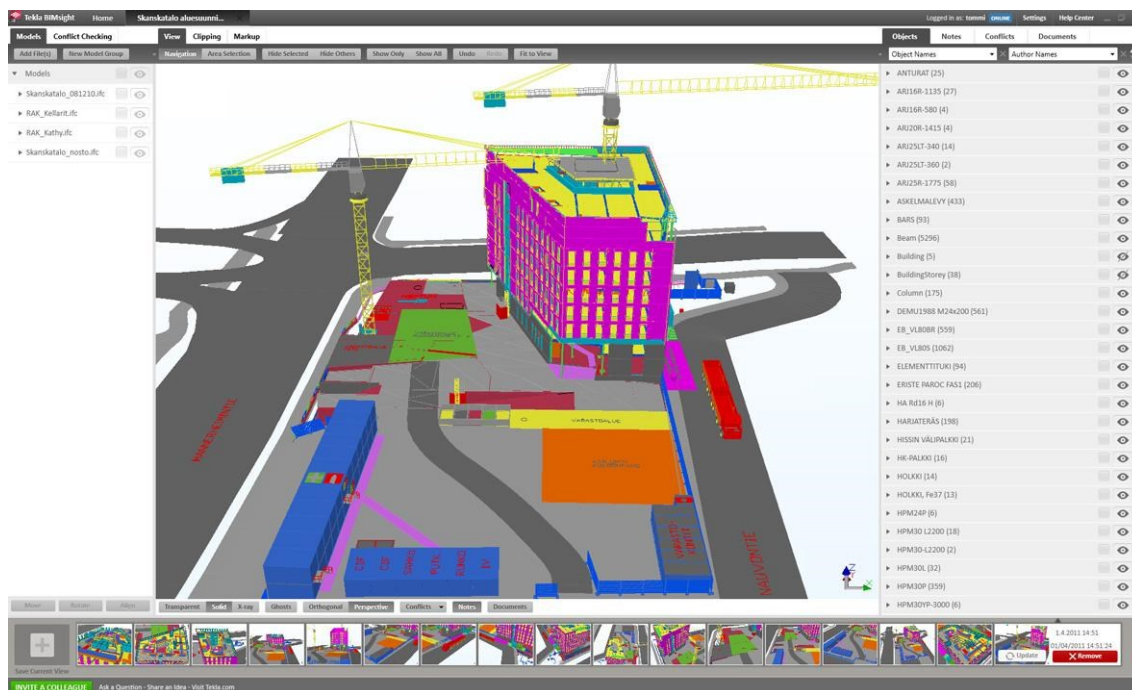 Tekla BIMsight Home Skanskatalo aluesuunni... Logged in as: tommi ONLINE Settings Help Center
Models Conflict Checking View Clipping Markup Objects Notes Conflicts Documents
Add File(s) New Model Group Navigation Area Selection Hide Selected Hide Others Show Only Show All Undo Redo Fit to View
Object Names Author Names
Models
Skanskatalo_081210.ifc
RAK_Kellarit.ifc
RAK_Kathy.ifc
Skanskatalo_nosto.ifc
MANNERHEIMINTIE
VARASTOALUE
VARASTO-
KONTIT
NAUVONTIE
Z
X
ANTURAT (25)
ARJ16R-1135 (27)
ARJ16R-580 (4)
ARJ20R-1415 (4)
ARJ25LT-340 (14)
ARJ25LT-360 (2)
ARJ25R-1775 (58)
ASKELMALEVY (433)
BARS (93)
Beam (5296)
Building (5)
BuildingStorey (38)
Column (175)
DEMU1988 M24x200 (561)
EB_VL80BR (559)
EB_VL80S (1062)
ELEMENTTITUKI (94)
ERISTE PAROC FAS1 (206)
HA Rd16 H (6)
HARJATERÄS (198)
HISSIN VÄLIPALKKI (21)
HK-PALKKI (16)
HOLKKI (14)
HOLKKI, Fe37 (13)
HPM24P (6)
HPM30 L2200 (18)
HPM30-L2200 (2)
HPM30L (32)
HPM30P (359)
HPM30YP-3000 (6)
Move Rotate Align Transparent Solid X-ray Ghosts Orthogonal Perspective Conflicts Notes Documents
Save Current View
1.4.2011 14:51
01/04/2011 14:51:24
Update Remove
INVITE A COLLEAGUE Ask a Question - Share an Idea - Visit Tekla.com